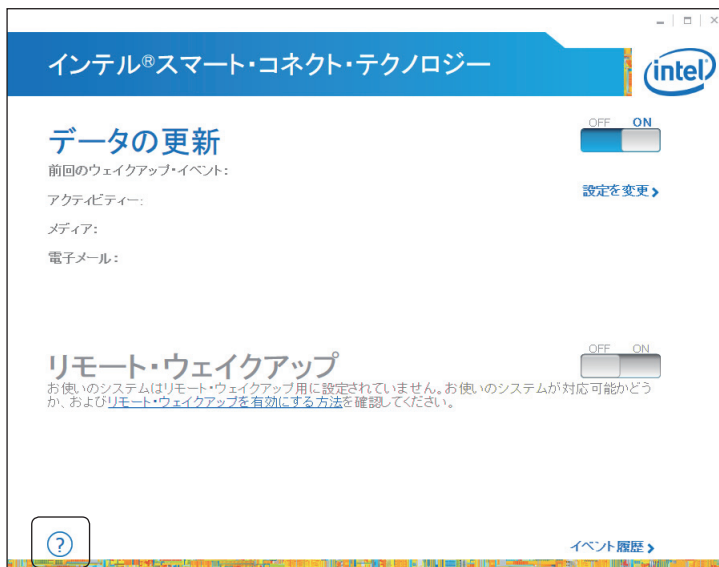 インテル®スマート・コネクト・テクノロジー
intel
データの更新
OFF ON
前回のウェイクアップ・イベント:
設定を変更
アクティビティー:
メディア:
電子メール:
リモート・ウェイクアップ
OFF ON
お使いのシステムはリモート・ウェイクアップ用に設定されていません。お使いのシステムが対応可能かどう
か、およびリモート・ウェイクアップを有効にする方法を確認してください。
?
イベント履歴